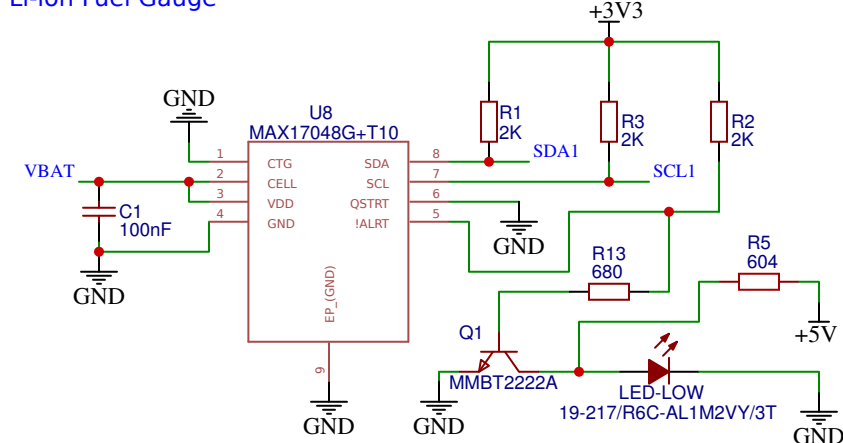 Li-Ion Fuel Gauge
+3V3
GND
U8
MAX17048G+T10
R1
2K
R3
2K
R2
2K
VBAT
1
CTG
SDA
8
SDA1
2
CELL
SCL
7
SCL1
3
VDD
QSTRT
6
4
GND
!ALRT
5
C1
100nF
GND
GND
EP_(GND)
9
R13
680
R5
604
+5V
Q1
MMBT2222A
LED-LOW
19-217/R6C-AL1M2VY/3T
GND
GND
GND